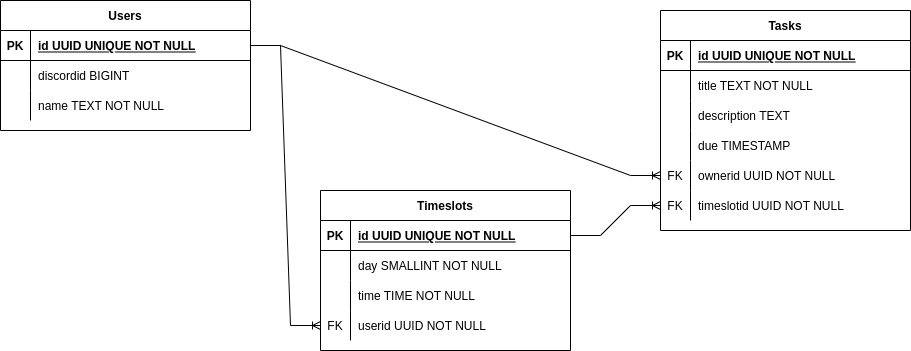 Users
PK id UUID UNIQUE NOT NULL
discordid BIGINT
name TEXT NOT NULL
Tasks
PK id UUID UNIQUE NOT NULL
title TEXT NOT NULL
description TEXT
due TIMESTAMP
FK ownerid UUID NOT NULL
FK timeslotid UUID NOT NULL
Timeslots
PK id UUID UNIQUE NOT NULL
day SMALLINT NOT NULL
time TIME NOT NULL
FK userid UUID NOT NULL